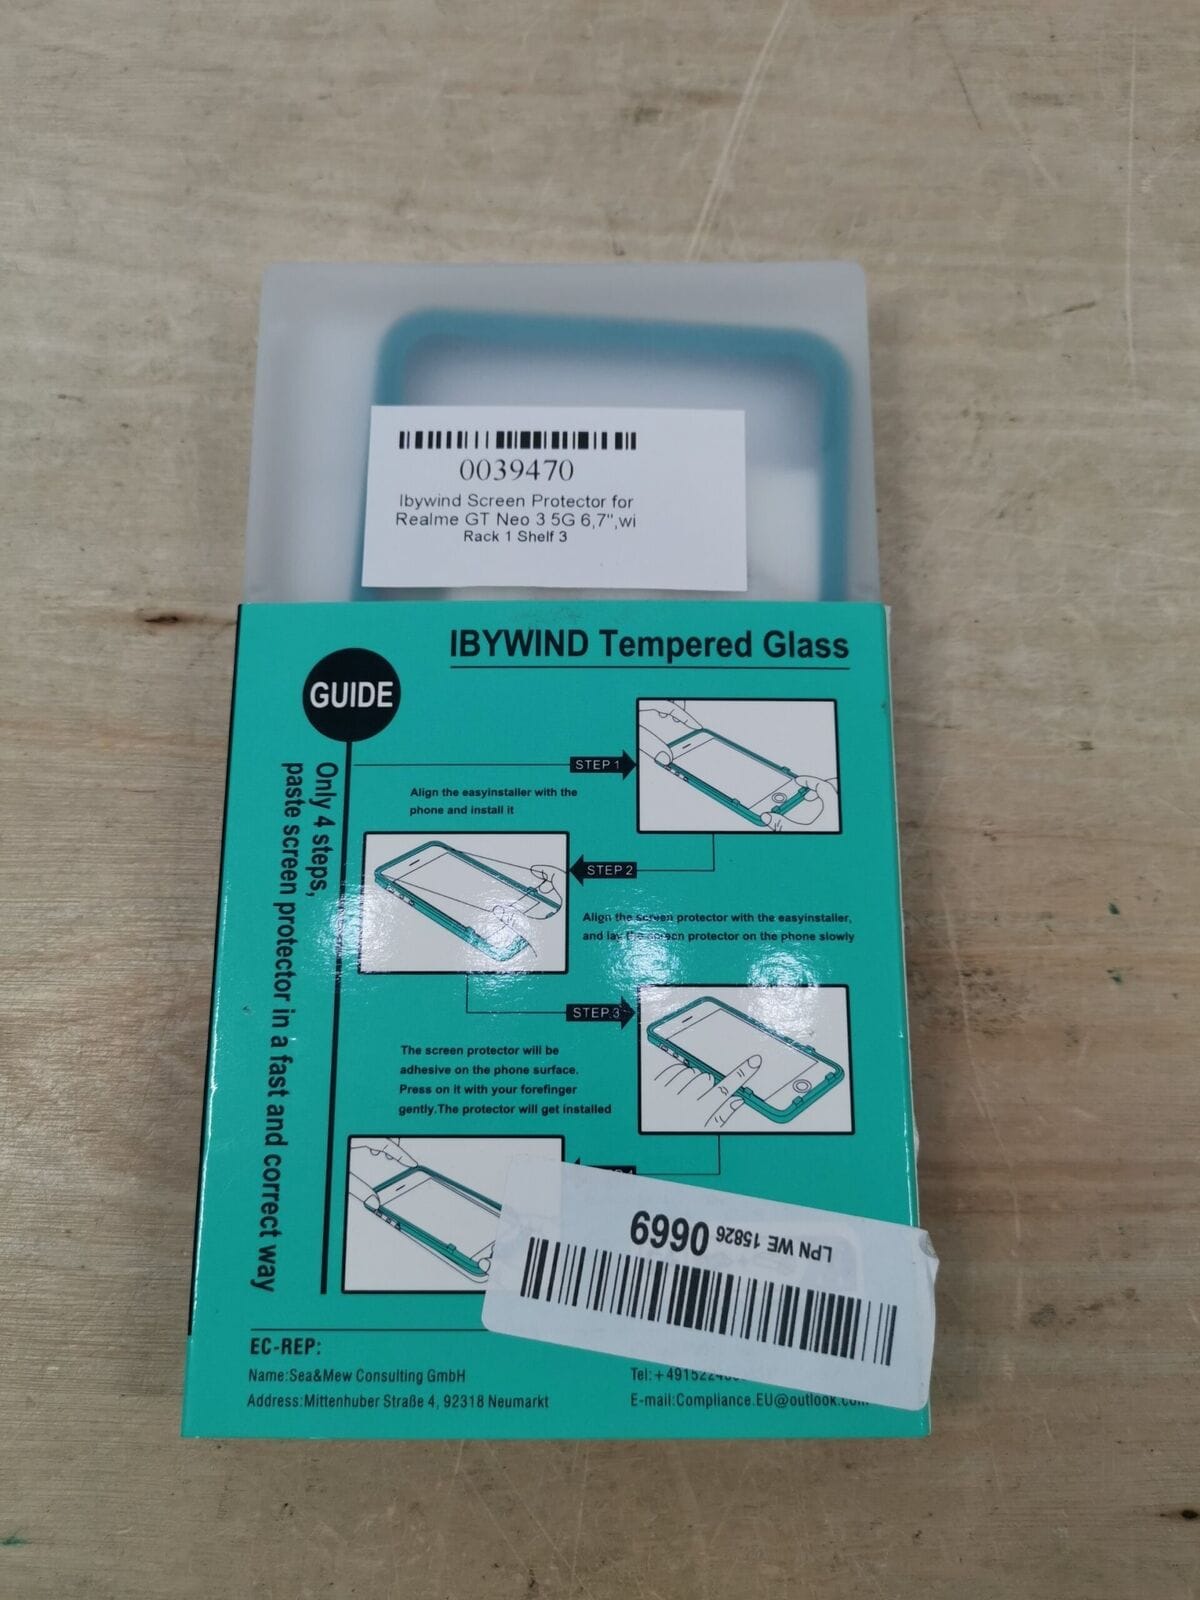 0039470
Ibywind Screen Protector for
Realme GT Neo 3 5G 6,7",wi
Rack 1 Shelf 3
IBYWIND Tempered Glass
GUIDE
Only 4 steps,
paste screen protector in a fast and correct way
STEP 1
Align the easyinstaller with the
phone and install it
STEP 2
Align the screen protector with the easyinstaller,
and lay the screen protector on the phone slowly
STEP.3
The screen protector will be
adhesive on the phone surface.
Press on it with your forefinger
gently.The protector will get installed
LPN WE 15826 0669
EC-REP:
Name:Sea&Mew Consulting GmbH
Address:Mittenhuber Straße 4, 92318 Neumarkt
Tel:+4915224
E-mail:Compliance.EU@outlook.com